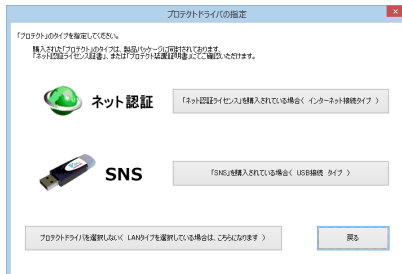 プロテクトドライバの指定
「プロテクト」のタイプを指定してください。
購入された「プロテクト」のタイプは、製品パッケージに同封されております、
「ネット認証ライセンス証書」、または「プロテクト装置証明書」にてご確認いただけます。
ネット認証
「ネット認証ライセンス」を購入されている場合( インターネット接続タイプ )
SNS
「SNS」を購入されている場合( USB接続 タイプ )
プロテクトドライバを選択しない( LANタイプを選択している場合は、こちらになります )
戻る